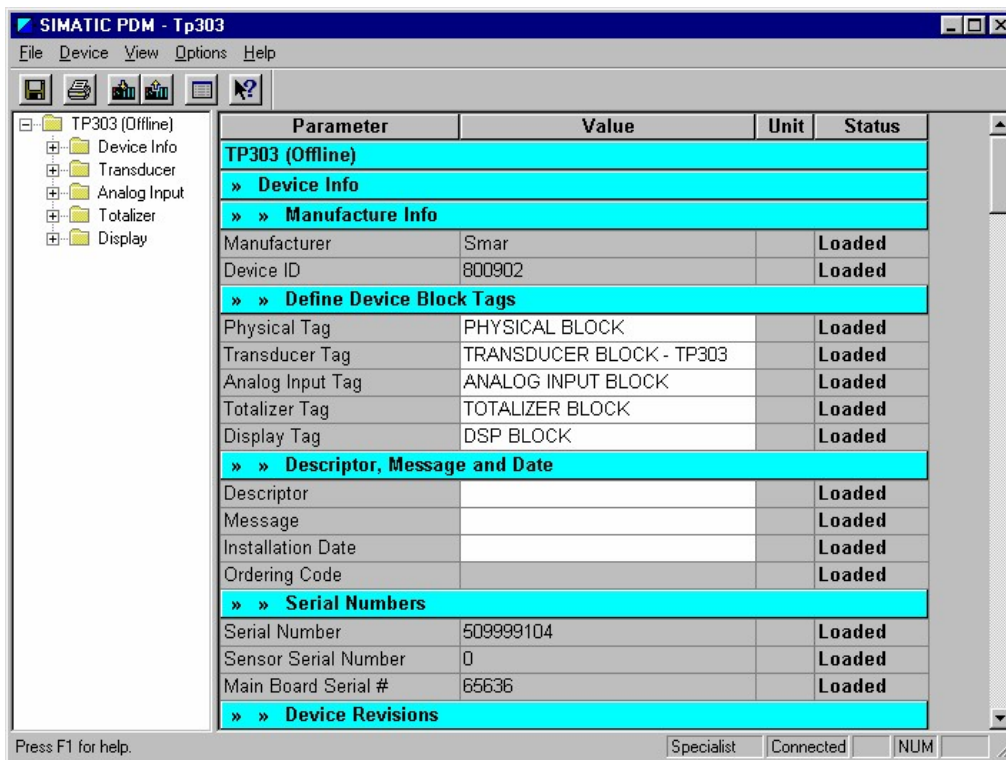 SIMATIC PDM - Tp303
File Device View Options Help
TP303 (Offline)
Device Info
Transducer
Analog Input
Totalizer
Display
Parameter Value Unit Status
TP303 (Offline)
» Device Info
» » Manufacture Info
Manufacturer Smar Loaded
Device ID 800902 Loaded
» » Define Device Block Tags
Physical Tag PHYSICAL BLOCK Loaded
Transducer Tag TRANSDUCER BLOCK - TP303 Loaded
Analog Input Tag ANALOG INPUT BLOCK Loaded
Totalizer Tag TOTALIZER BLOCK Loaded
Display Tag DSP BLOCK Loaded
» » Descriptor, Message and Date
Descriptor Loaded
Message Loaded
Installation Date Loaded
Ordering Code Loaded
» » Serial Numbers
Serial Number 509999104 Loaded
Sensor Serial Number 0 Loaded
Main Board Serial # 65636 Loaded
» » Device Revisions
Press F1 for help. Specialist Connected NUM